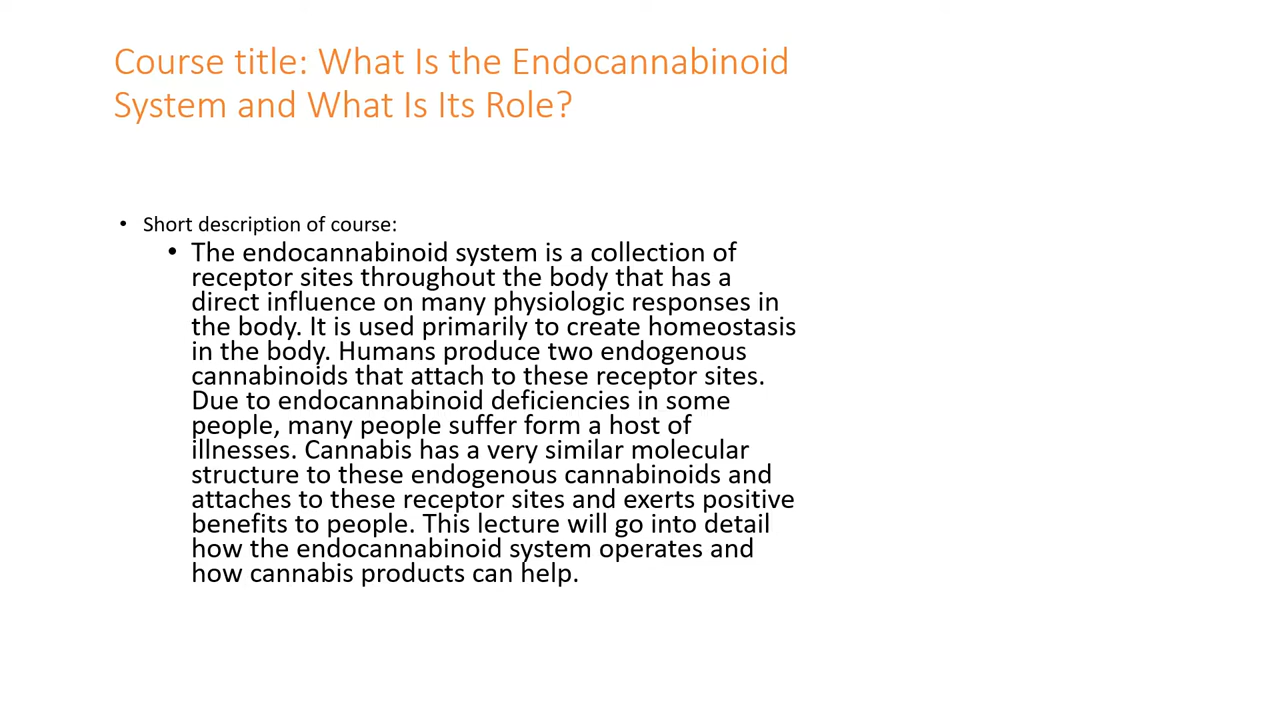 Course title: What Is the Endocannabinoid
System and What Is Its Role?
• Short description of course:
• The endocannabinoid system is a collection of
receptor sites throughout the body that has a
direct influence on many physiologic responses in
the body. It is used primarily to create homeostasis
in the body. Humans produce two endogenous
cannabinoids that attach to these receptor sites.
Due to endocannabinoid deficiencies in some
people, many people suffer form a host of
illnesses. Cannabis has a very similar molecular
structure to these endogenous cannabinoids and
attaches to these receptor sites and exerts positive
benefits to people. This lecture will go into detail
how the endocannabinoid system operates and
how cannabis products can help.